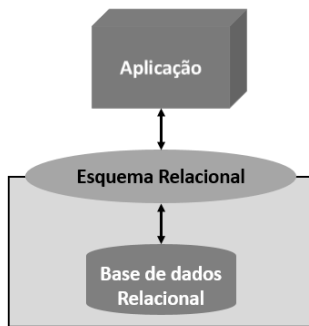 Aplicação
Esquema Relacional
Base de dados
Relacional